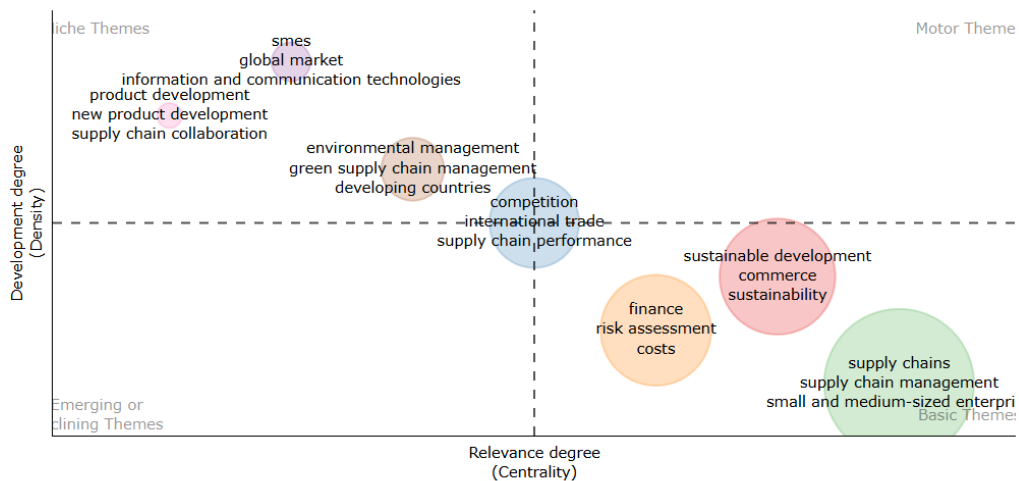 liche Themes
Motor Theme
smes
global market
information and communication technologies
product development
new product development
supply chain collaboration
environmental management
green supply chain management
developing countries
competition
international trade
supply chain performance
sustainable development
commerce
sustainability
finance
risk assessment
costs
supply chains
supply chain management
small and medium-sized enterpri
Basic Themes
Emerging or
clining Themes
Development degree
(Density)
Relevance degree
(Centrality)